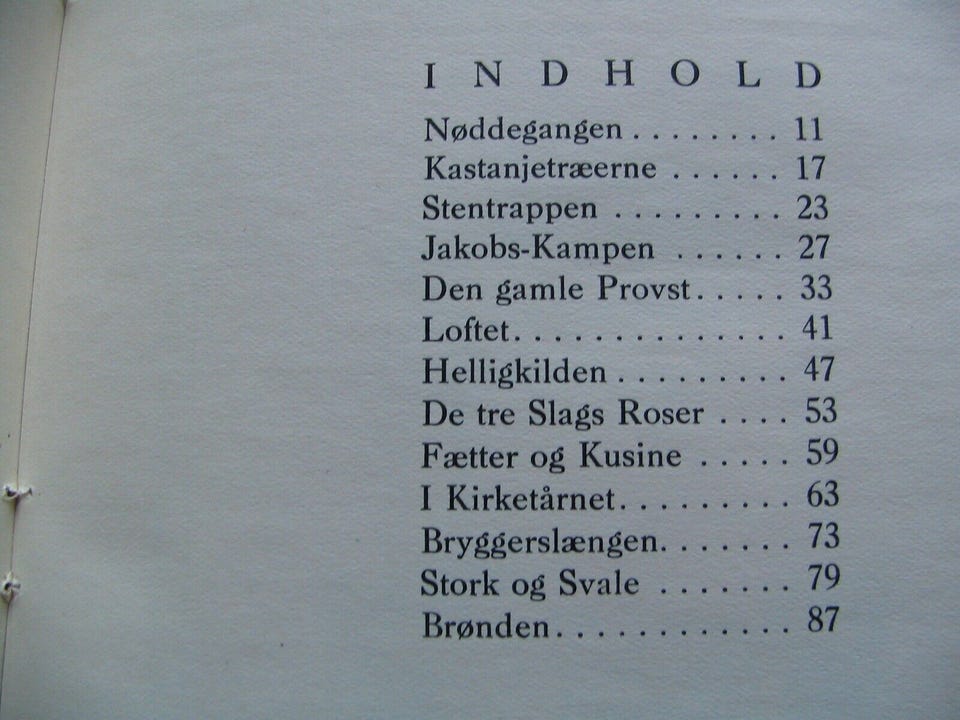 INDHOLD
Nøddegangen ........ 11
Kastanjetræerne ...... 17
Stentrappen ......... 23
Jakobs-Kampen ...... 27
Den gamle Provst..... 33
Loftet.............. 41
Helligkilden ......... 47
De tre Slags Roser .... 53
Fætter og Kusine ..... 59
I Kirketårnet......... 63
Bryggerslængen....... 73
Stork og Svale ....... 79
Brønden............ 87